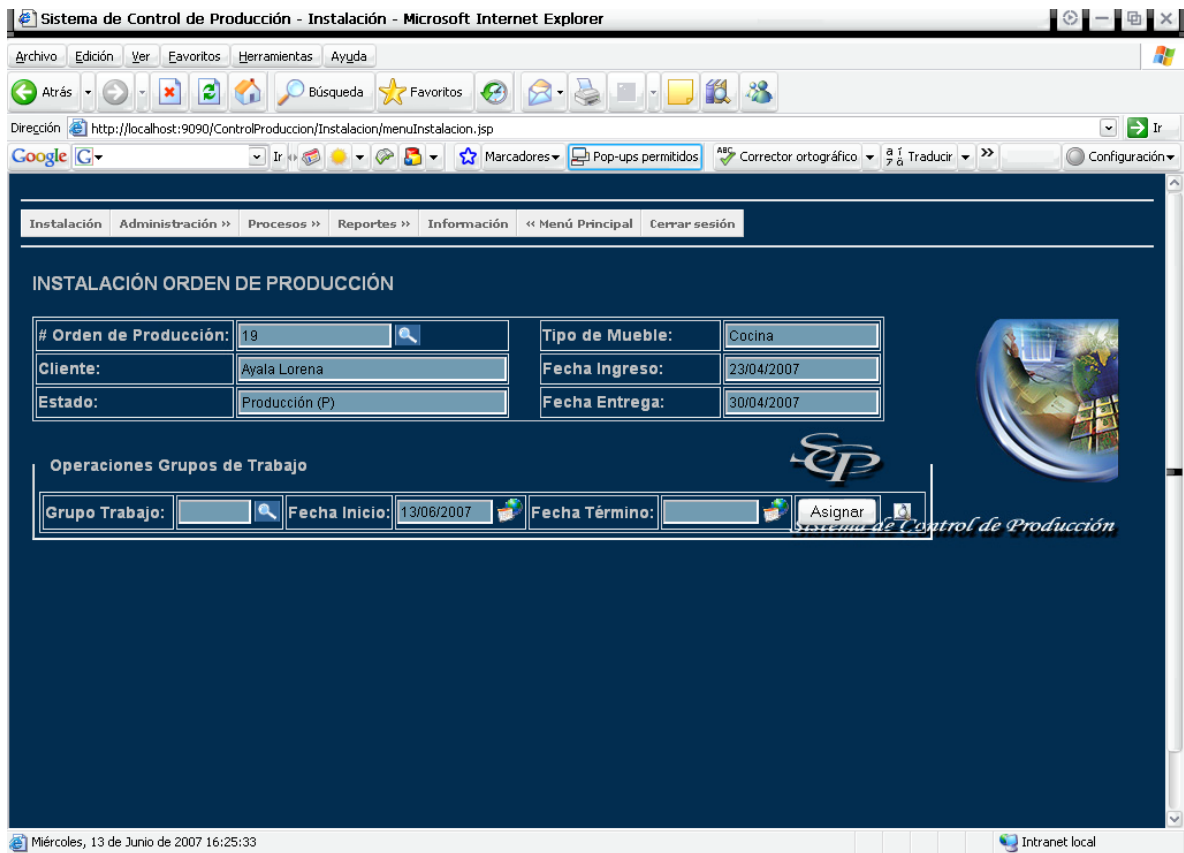 Sistema de Control de Producción - Instalación - Microsoft Internet Explorer
Archivo Edición Ver Favoritos Herramientas Ayuda
Atrás Búsqueda Favoritos
Dirección http://localhost:9090/ControlProduccion/Instalacion/menuInstalacion.jsp Ir
Google G Ir Marcadores Pop-ups permitidos ABC Corrector ortográfico Traducir » Configuración
Instalación Administración » Procesos » Reportes » Información « Menú Principal Cerrar sesión
INSTALACIÓN ORDEN DE PRODUCCIÓN
# Orden de Producción: 19 Tipo de Mueble: Cocina
Cliente: Ayala Lorena Fecha Ingreso: 23/04/2007
Estado: Producción (P) Fecha Entrega: 30/04/2007
SCP
Operaciones Grupos de Trabajo
Grupo Trabajo: Fecha Inicio: 13/06/2007 Fecha Término: Asignar
Sistema de Control de Producción
Miércoles, 13 de Junio de 2007 16:25:33 Intranet local